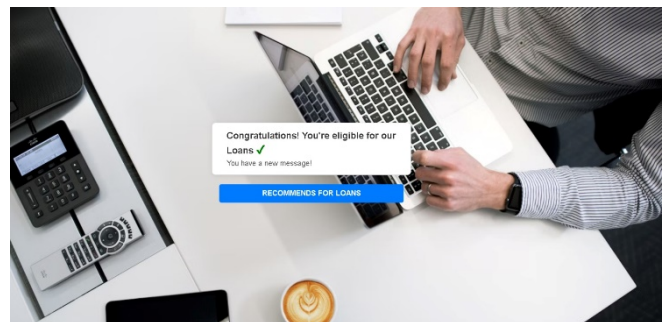 Congratulations! You're eligible for our
Loans ✓
You have a new message!
RECOMMENDS FOR LOANS